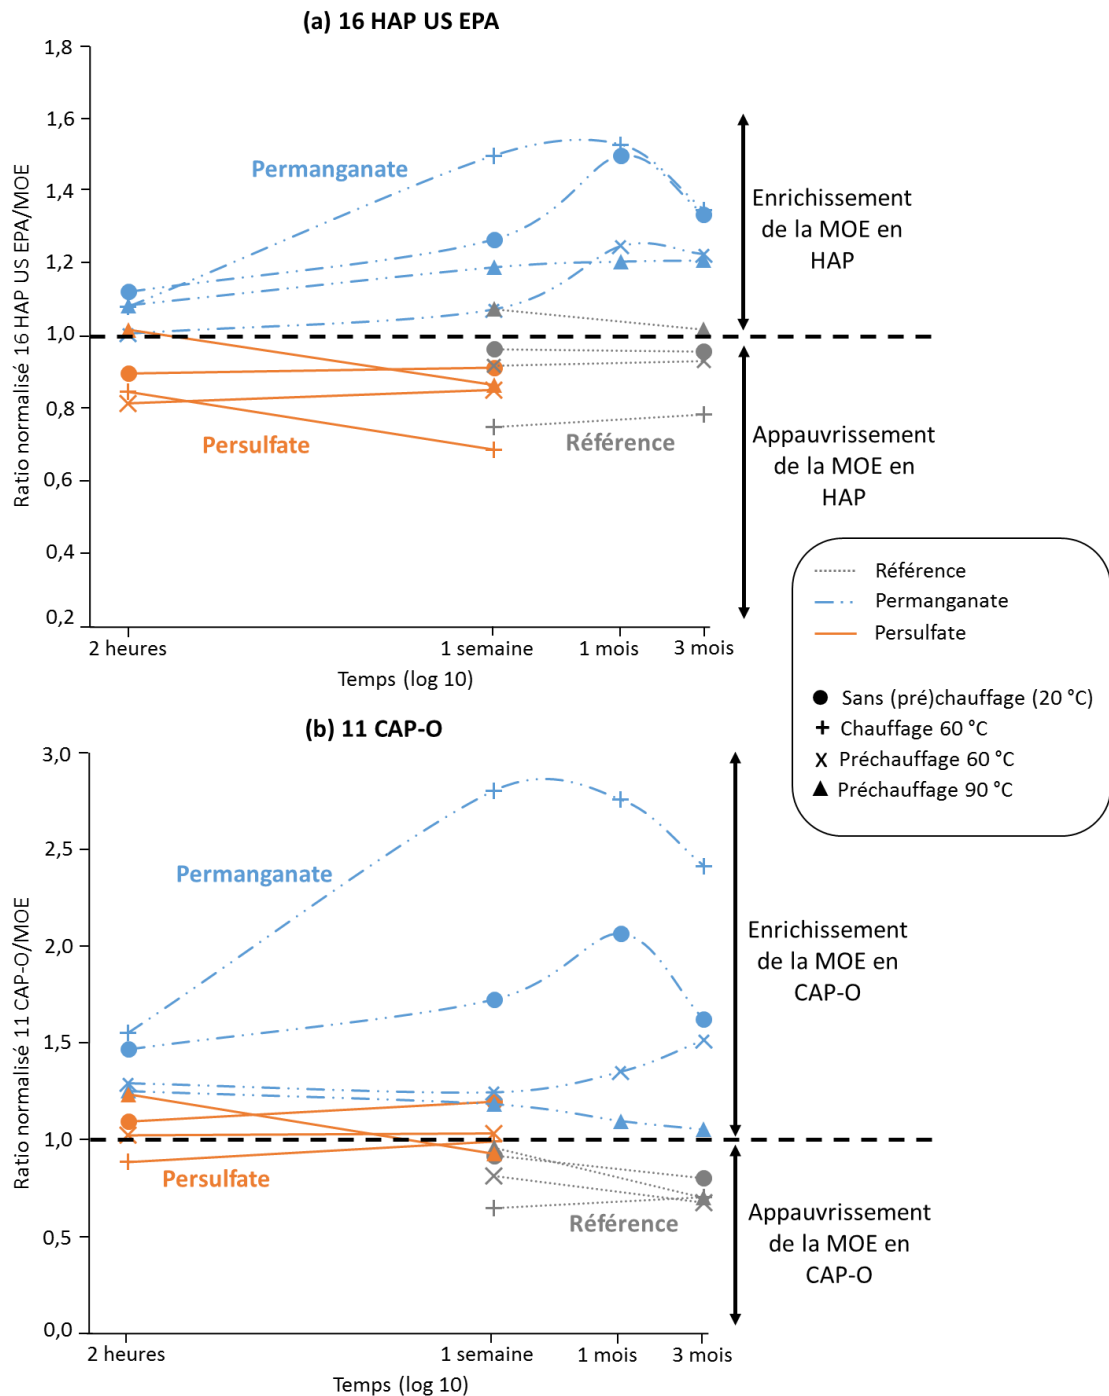 (a) 16 HAP US EPA
Ratio normalisé 16 HAP US EPA/MOE
1,8
1,6
1,4
1,2
1,0
0,8
0,6
0,4
0,2
Permanganate
Persulfate
Référence
Enrichissement
de la MOE en
HAP
Appauvrissement
de la MOE en
HAP
2 heures
1 semaine
1 mois
3 mois
Temps (log 10)
Référence
Permanganate
Persulfate
Sans (pré)chauffage (20 °C)
Chauffage 60 °C
Préchauffage 60 °C
Préchauffage 90 °C
(b) 11 CAP-O
Ratio normalisé 11 CAP-O/MOE
3,0
2,5
2,0
1,5
1,0
0,5
0,0
Permanganate
Persulfate
Référence
Enrichissement
de la MOE en
CAP-O
Appauvrissement
de la MOE en
CAP-O
2 heures
1 semaine
1 mois
3 mois
Temps (log 10)